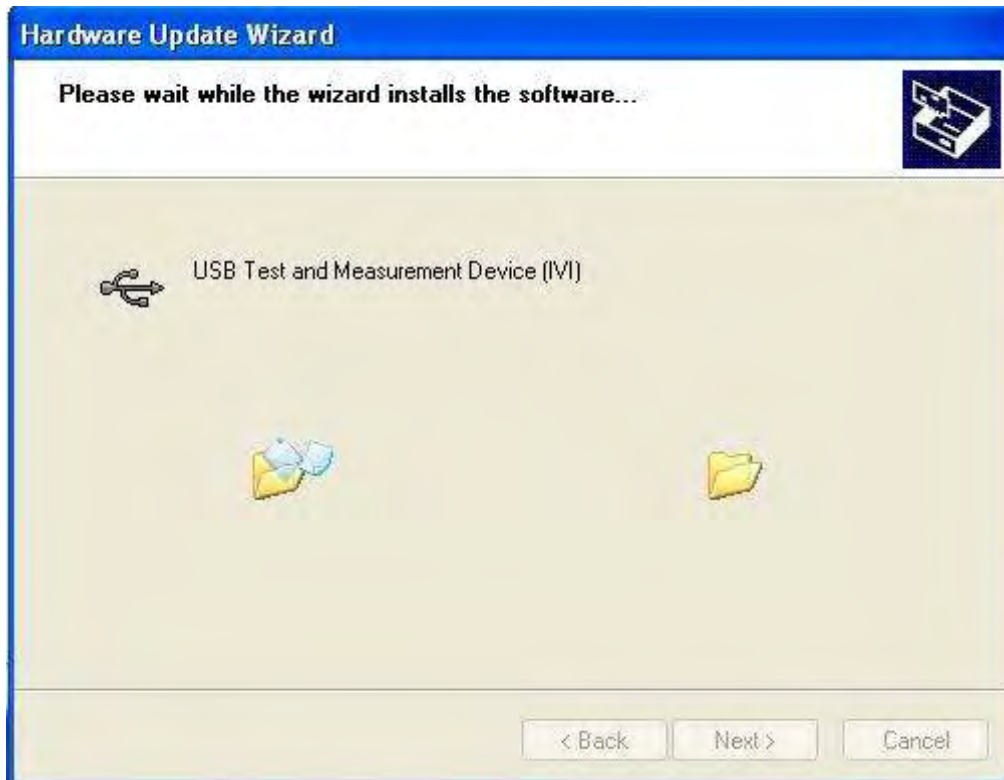 Hardware Update Wizard
Please wait while the wizard installs the software...
USB Test and Measurement Device (IVI)
< Back
Next >
Cancel